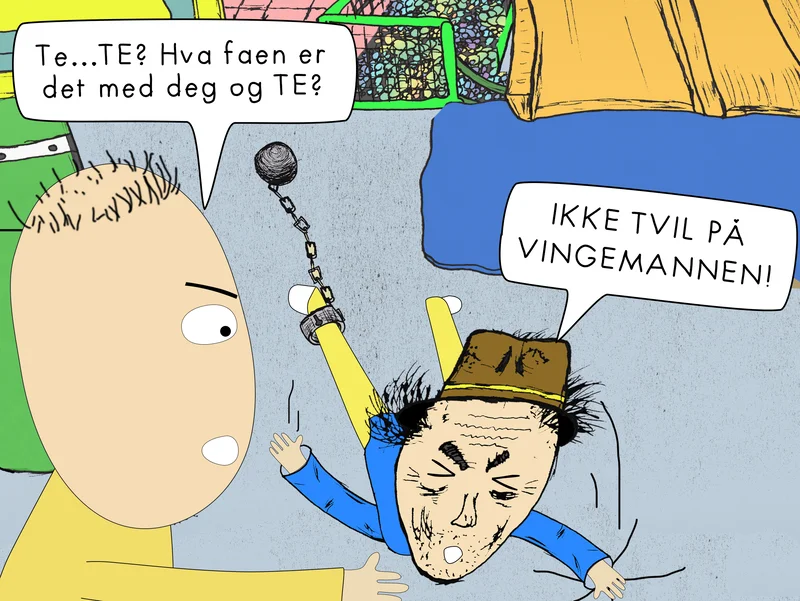 Te...TE? Hva faen er
det med deg og TE?
IKKE TVIL PÅ
VINGEMANNEN!